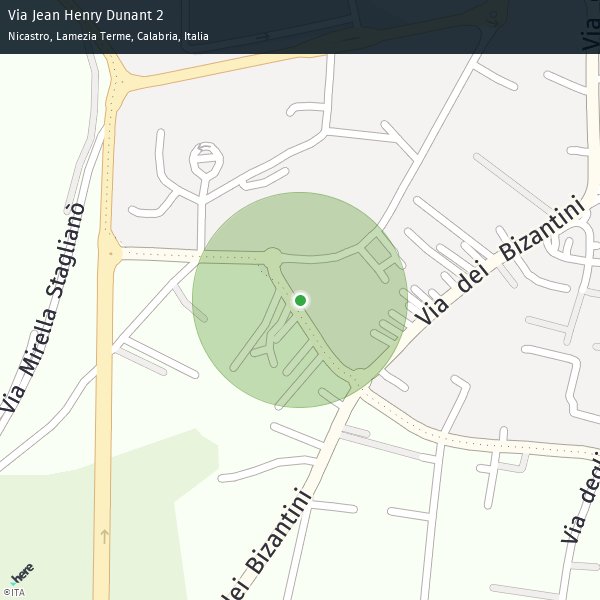 Via Jean Henry Dunant 2
Nicastro, Lamezia Terme, Calabria, Italia
Via
Via dei Bizantini
Via Mirella Staglianò
dei Bizantini
Via degli
here
©ITA